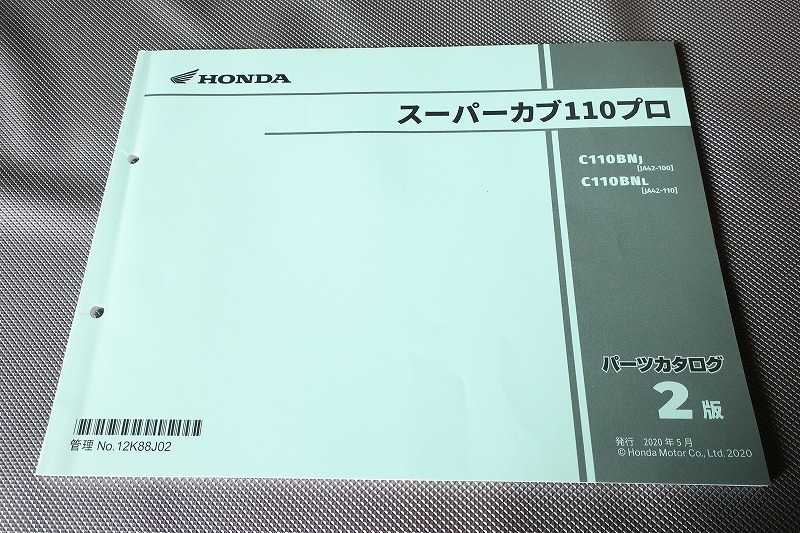 HONDA
スーパーカブ110プロ
C110BNJ
[JA42-100]
C110BNL
[JA42-110]
パーツカタログ
2版
発行 2020年5月
© Honda Motor Co., Ltd. 2020
管理 No.12K88J02